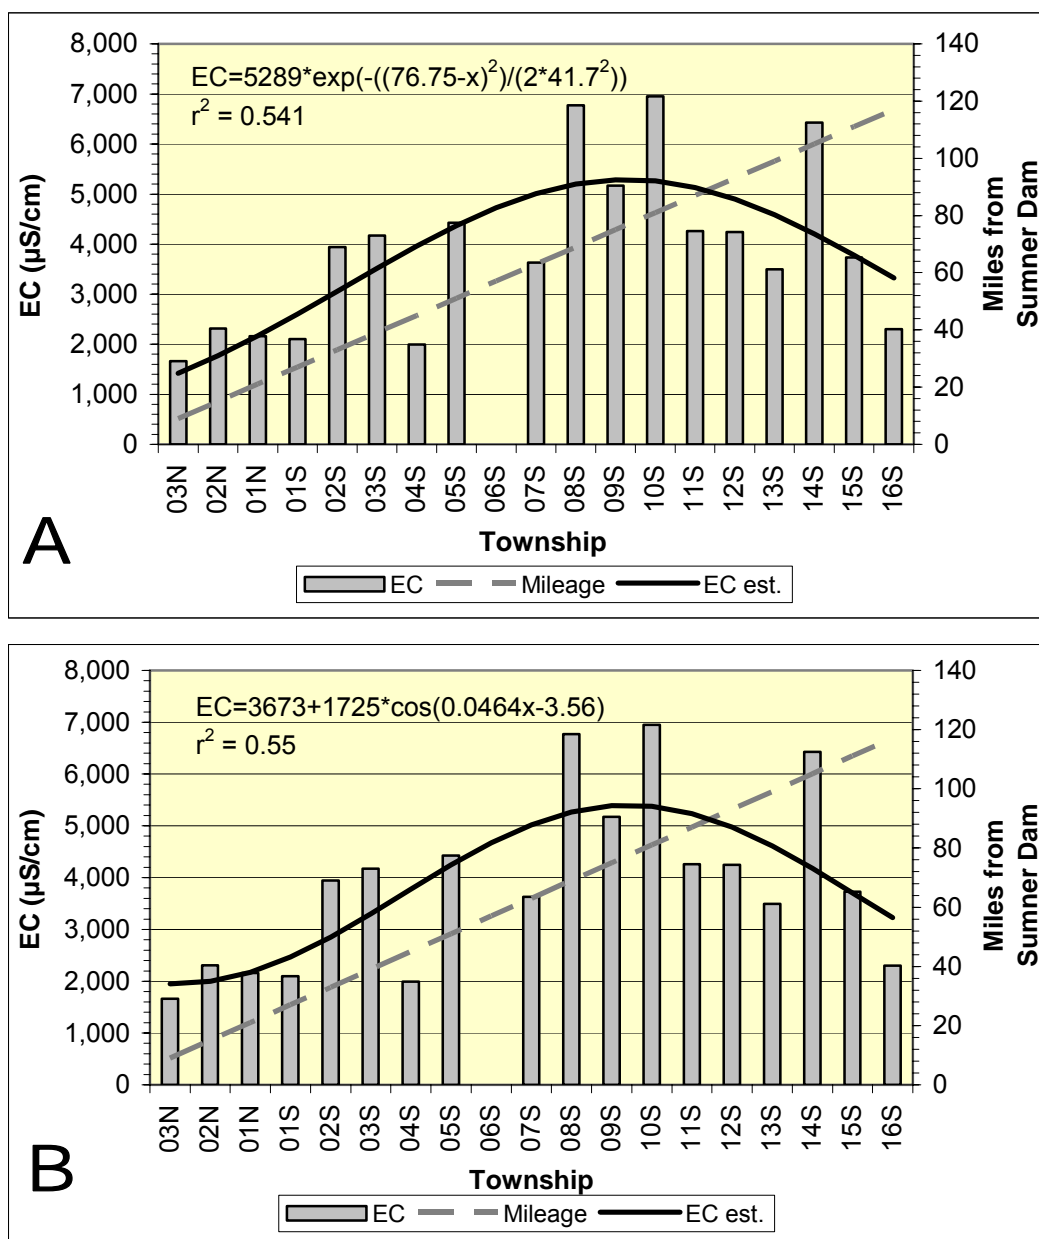 8,000
7,000
6,000
5,000
4,000
3,000
2,000
1,000
0
EC (µS/cm)
EC=5289*exp(-((76.75-x)²)/(2*41.7²))
r² = 0.541
140
120
100
80
60
40
20
0
Miles from
Sumner Dam
03N 02N 01N 01S 02S 03S 04S 05S 06S 07S 08S 09S 10S 11S 12S 13S 14S 15S 16S
Township
A
EC Mileage EC est.
8,000
7,000
6,000
5,000
4,000
3,000
2,000
1,000
0
EC (µS/cm)
EC=3673+1725*cos(0.0464x-3.56)
r² = 0.55
140
120
100
80
60
40
20
0
Miles from
Sumner Dam
03N 02N 01N 01S 02S 03S 04S 05S 06S 07S 08S 09S 10S 11S 12S 13S 14S 15S 16S
Township
B
EC Mileage EC est.